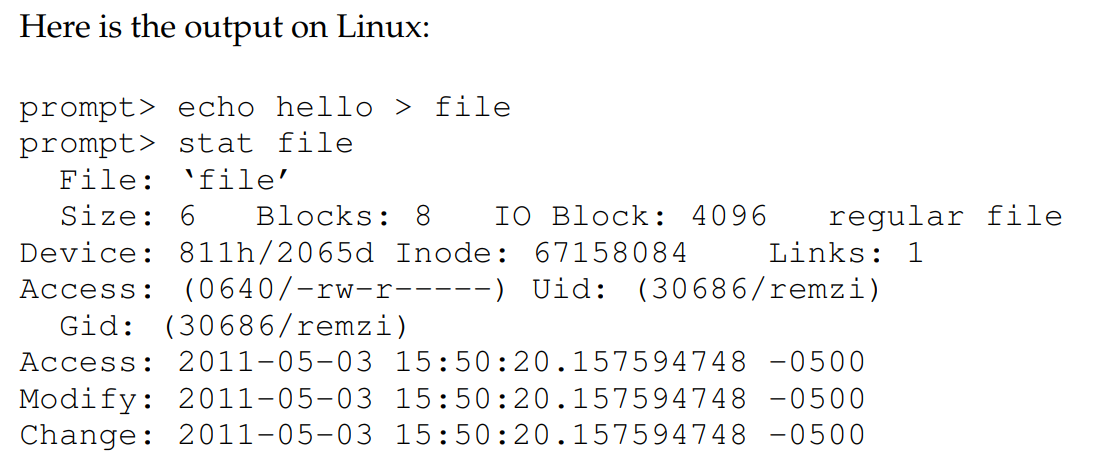 Here is the output on Linux:
prompt> echo hello > file
prompt> stat file
File: ‘file’
Size: 6 Blocks: 8 IO Block: 4096 regular file
Device: 811h/2065d Inode: 67158084 Links: 1
Access: (0640/-rw-r-----) Uid: (30686/remzi)
Gid: (30686/remzi)
Access: 2011-05-03 15:50:20.157594748 -0500
Modify: 2011-05-03 15:50:20.157594748 -0500
Change: 2011-05-03 15:50:20.157594748 -0500